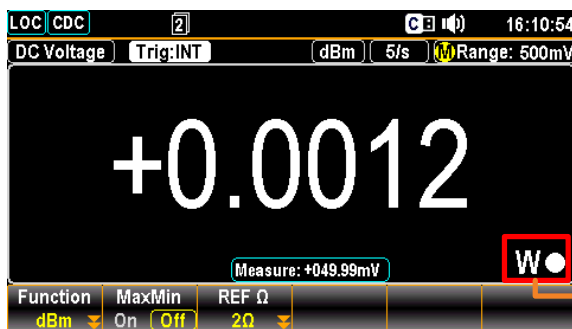 LOC CDC 2 C 16:10:54
DC Voltage Trig:INT dBm 5/s M Range: 500mV
+0.0012
W
Measure: +049.99mV
Function MaxMin REF Ω
dBm On Off 2Ω